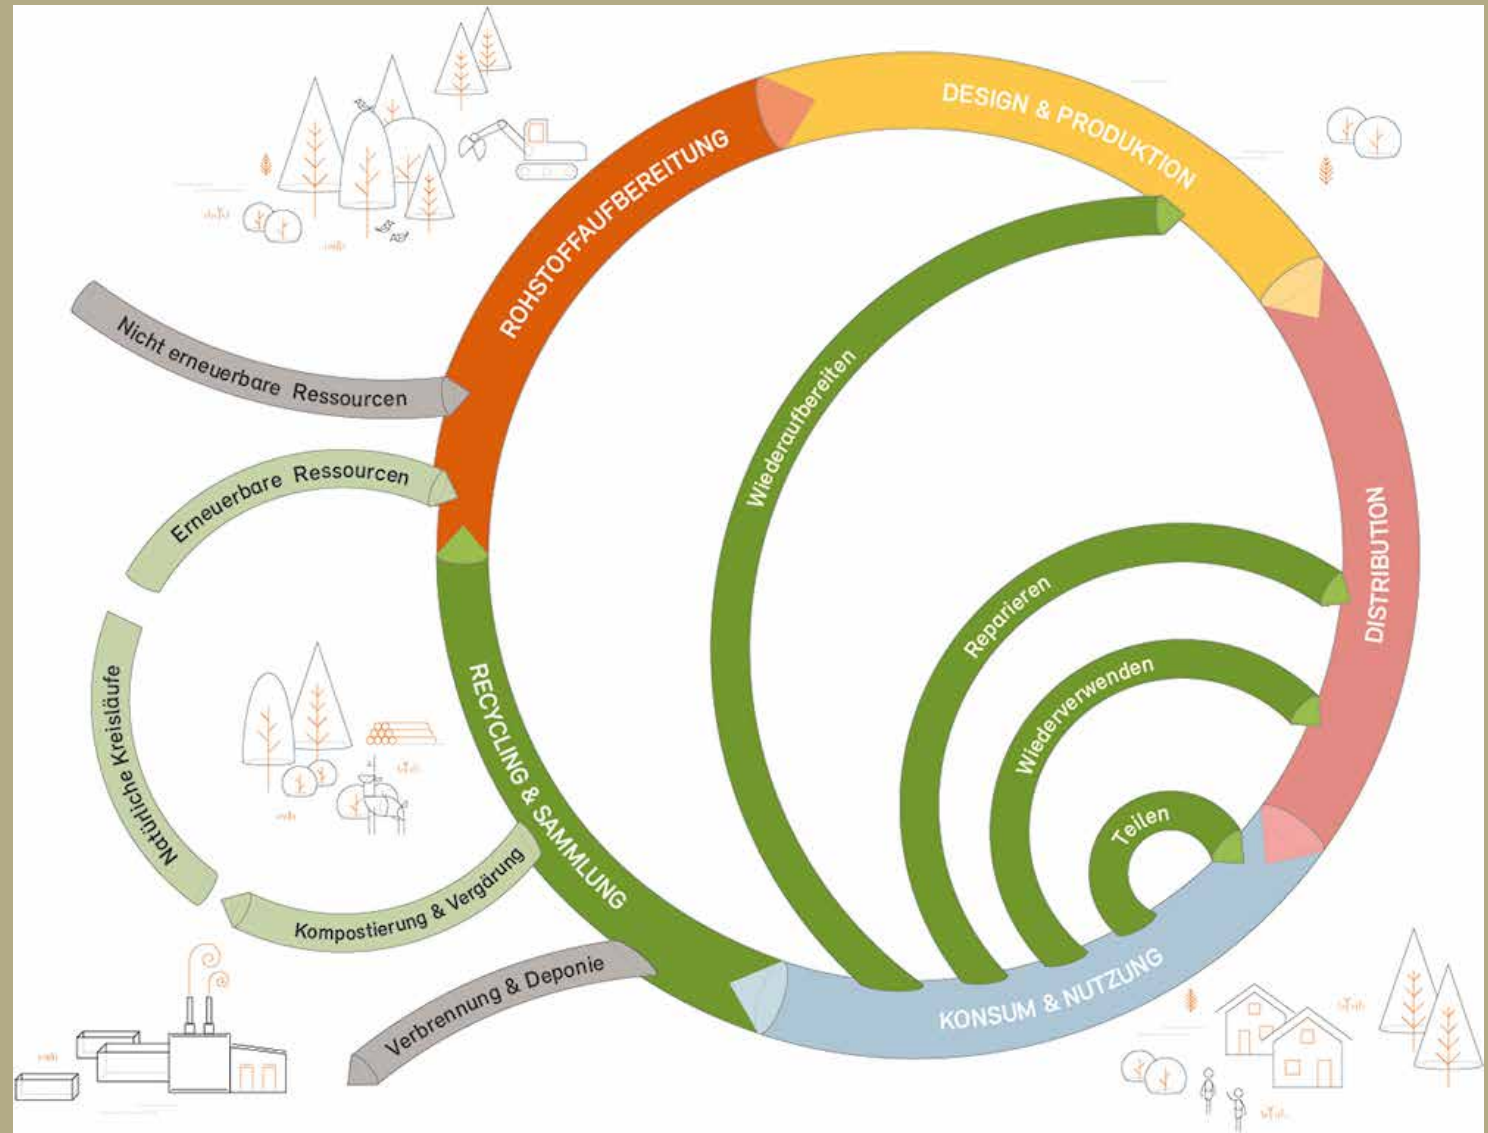 DESIGN & PRODUKTION
ROHSTOFFAUFBEREITUNG
Nicht erneuerbare Ressourcen
Erneuerbare Ressourcen
Wiederaufbereiten
DISTRIBUTION
Reparieren
Wiederverwenden
Teilen
RECYCLING & SAMMLUNG
Natürliche Kreisläufe
Kompostierung & Vergärung
Verbrennung & Deponie
KONSUM & NUTZUNG